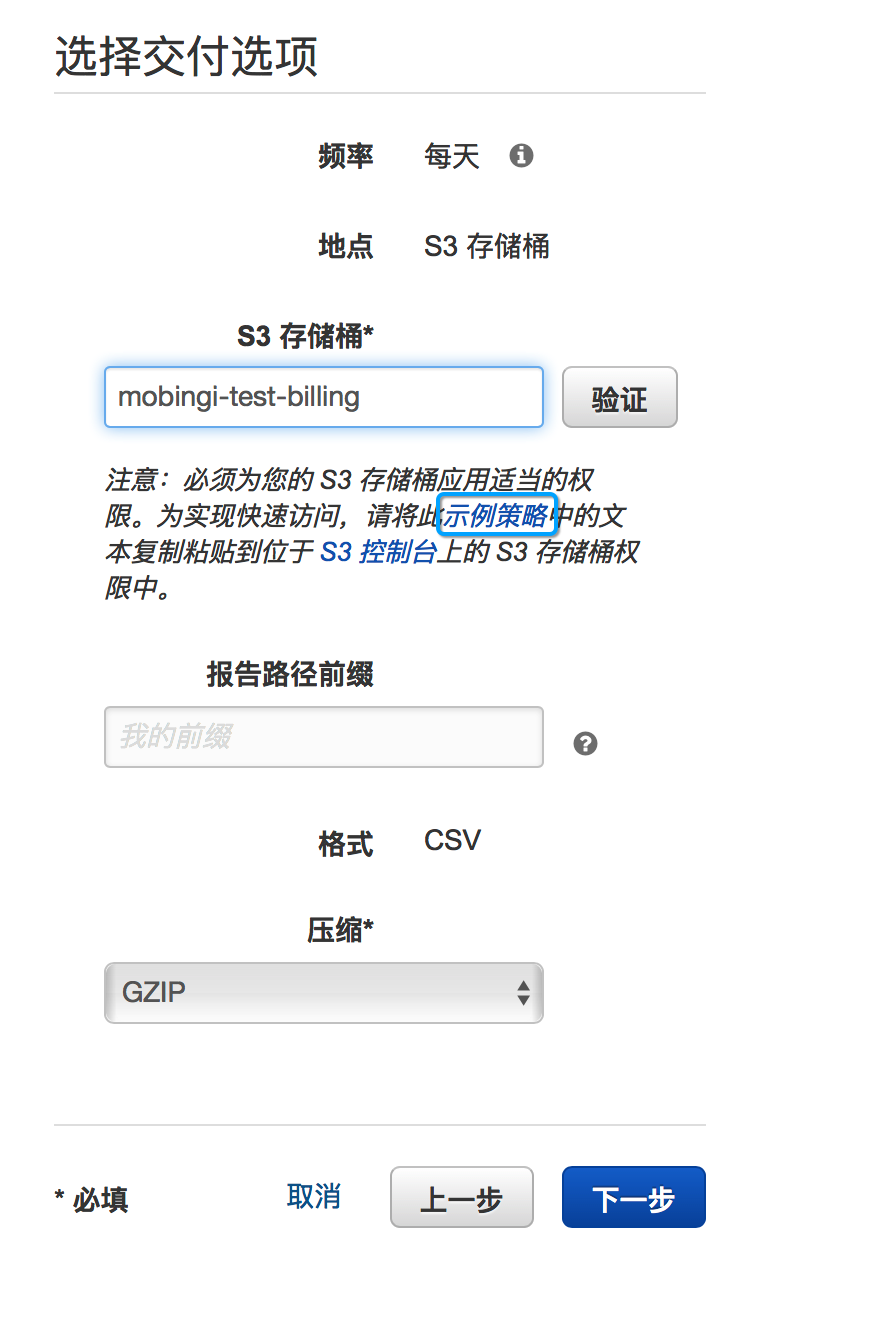 选择交付选项
频率 每天
地点 S3 存储桶
S3 存储桶*
mobingi-test-billing 验证
注意：必须为您的 S3 存储桶应用适当的权
限。为实现快速访问，请将此示例策略中的文
本复制粘贴到位于 S3 控制台上的 S3 存储桶权
限中。
报告路径前缀
我的前缀
格式 CSV
压缩*
GZIP
* 必填 取消 上一步 下一步